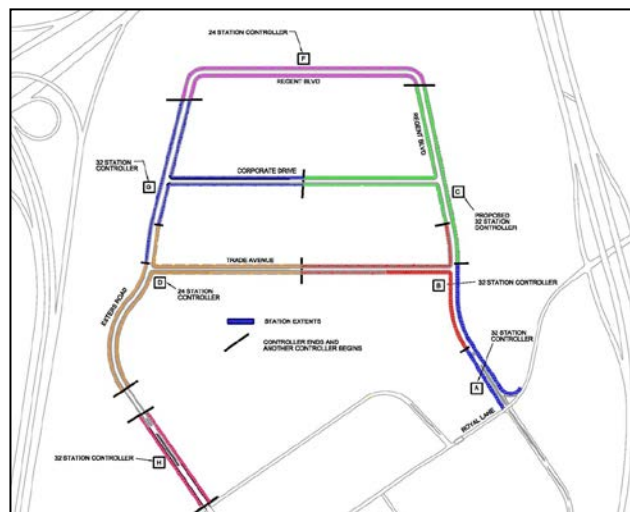 24 STATION CONTROLLER
F
REGENT BLVD
REGENT BLVD
32 STATION
CONTROLLER
G
CORPORATE DRIVE
C
PROPOSED
32 STATION
CONTROLLER
TRADE AVENUE
D
24 STATION
CONTROLLER
B
32 STATION CONTROLLER
ESTERS ROAD
STATION EXTENTS
CONTROLLER ENDS AND
ANOTHER CONTROLLER BEGINS
32 STATION
CONTROLLER
A
ROYAL LANE
32 STATION CONTROLLER
H